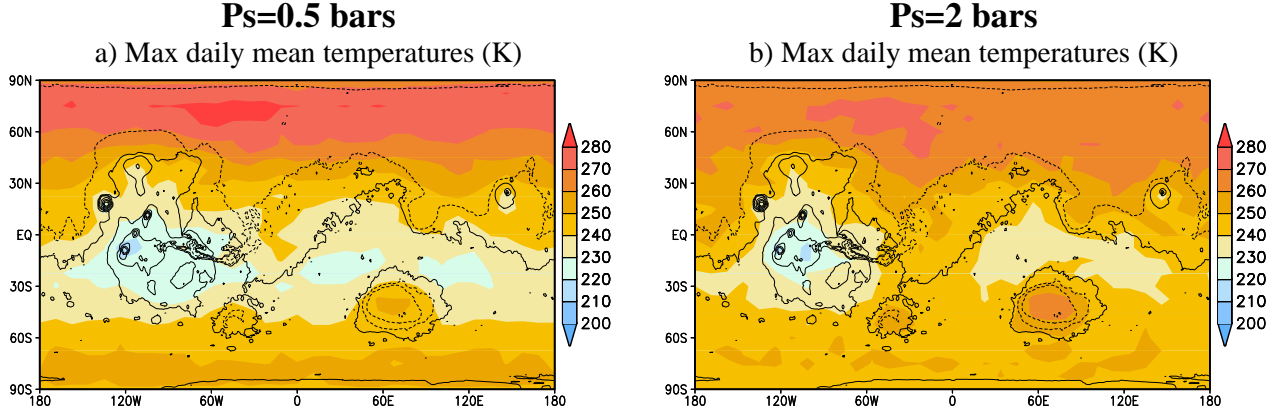 Ps=0.5 bars
Ps=2 bars
a) Max daily mean temperatures (K)
b) Max daily mean temperatures (K)
90N
60N
30N
EQ
30S
60S
90S
180
120W
60W
0
60E
120E
180
280
270
260
250
240
230
220
210
200
90N
60N
30N
EQ
30S
60S
90S
180
120W
60W
0
60E
120E
180
280
270
260
250
240
230
220
210
200